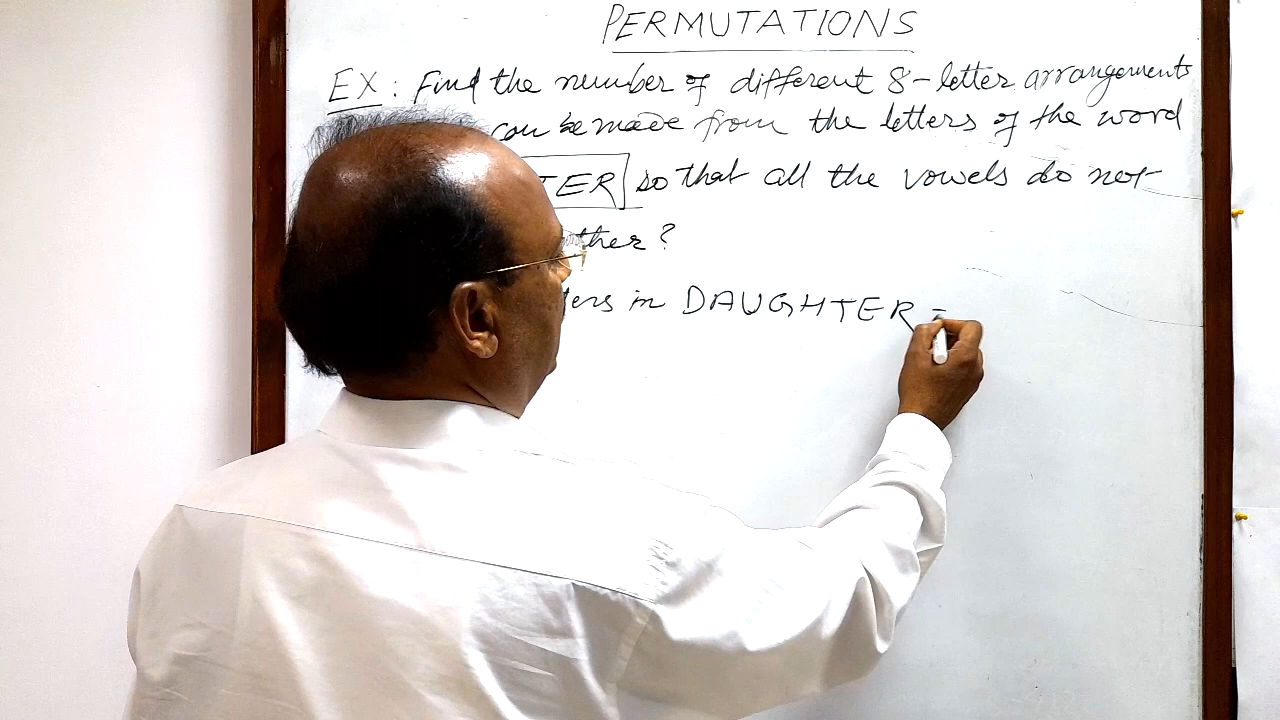 PERMUTATIONS
EX: Find the number of different 8-letter arrangements
can be made from the letters of the word
TER so that all the vowels do not
ther?
ters in DAUGHTER =